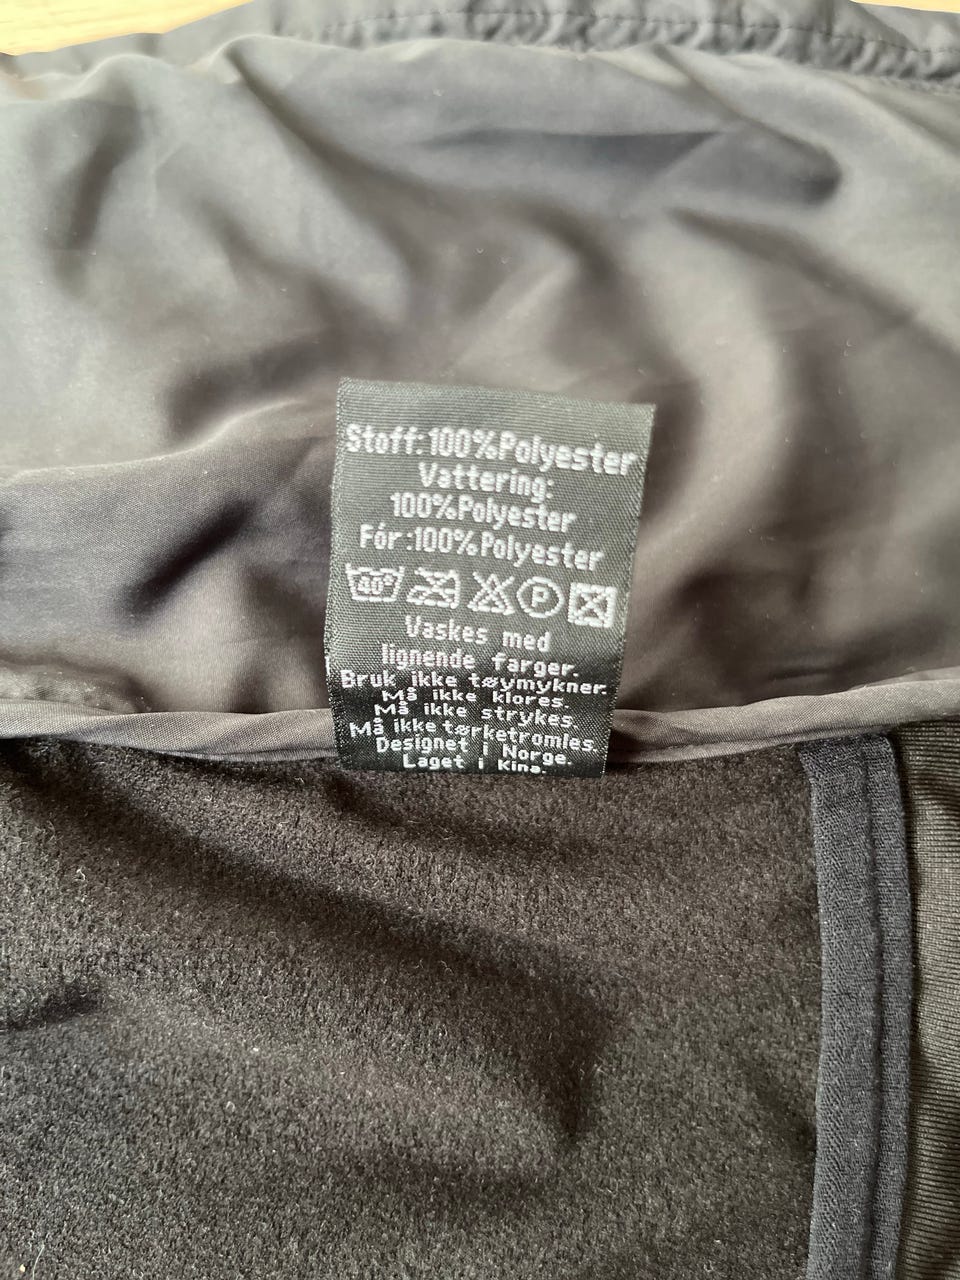 Stoff:100%Polyester
Vattering:
100%Polyester
Fór:100%Polyester
40° P
Vaskes med
lignende farger.
Bruk ikke tøymykner.
Må ikke klores.
Må ikke strykes.
Må ikke tørketromles.
Designet i Norge.
Laget i Kina.